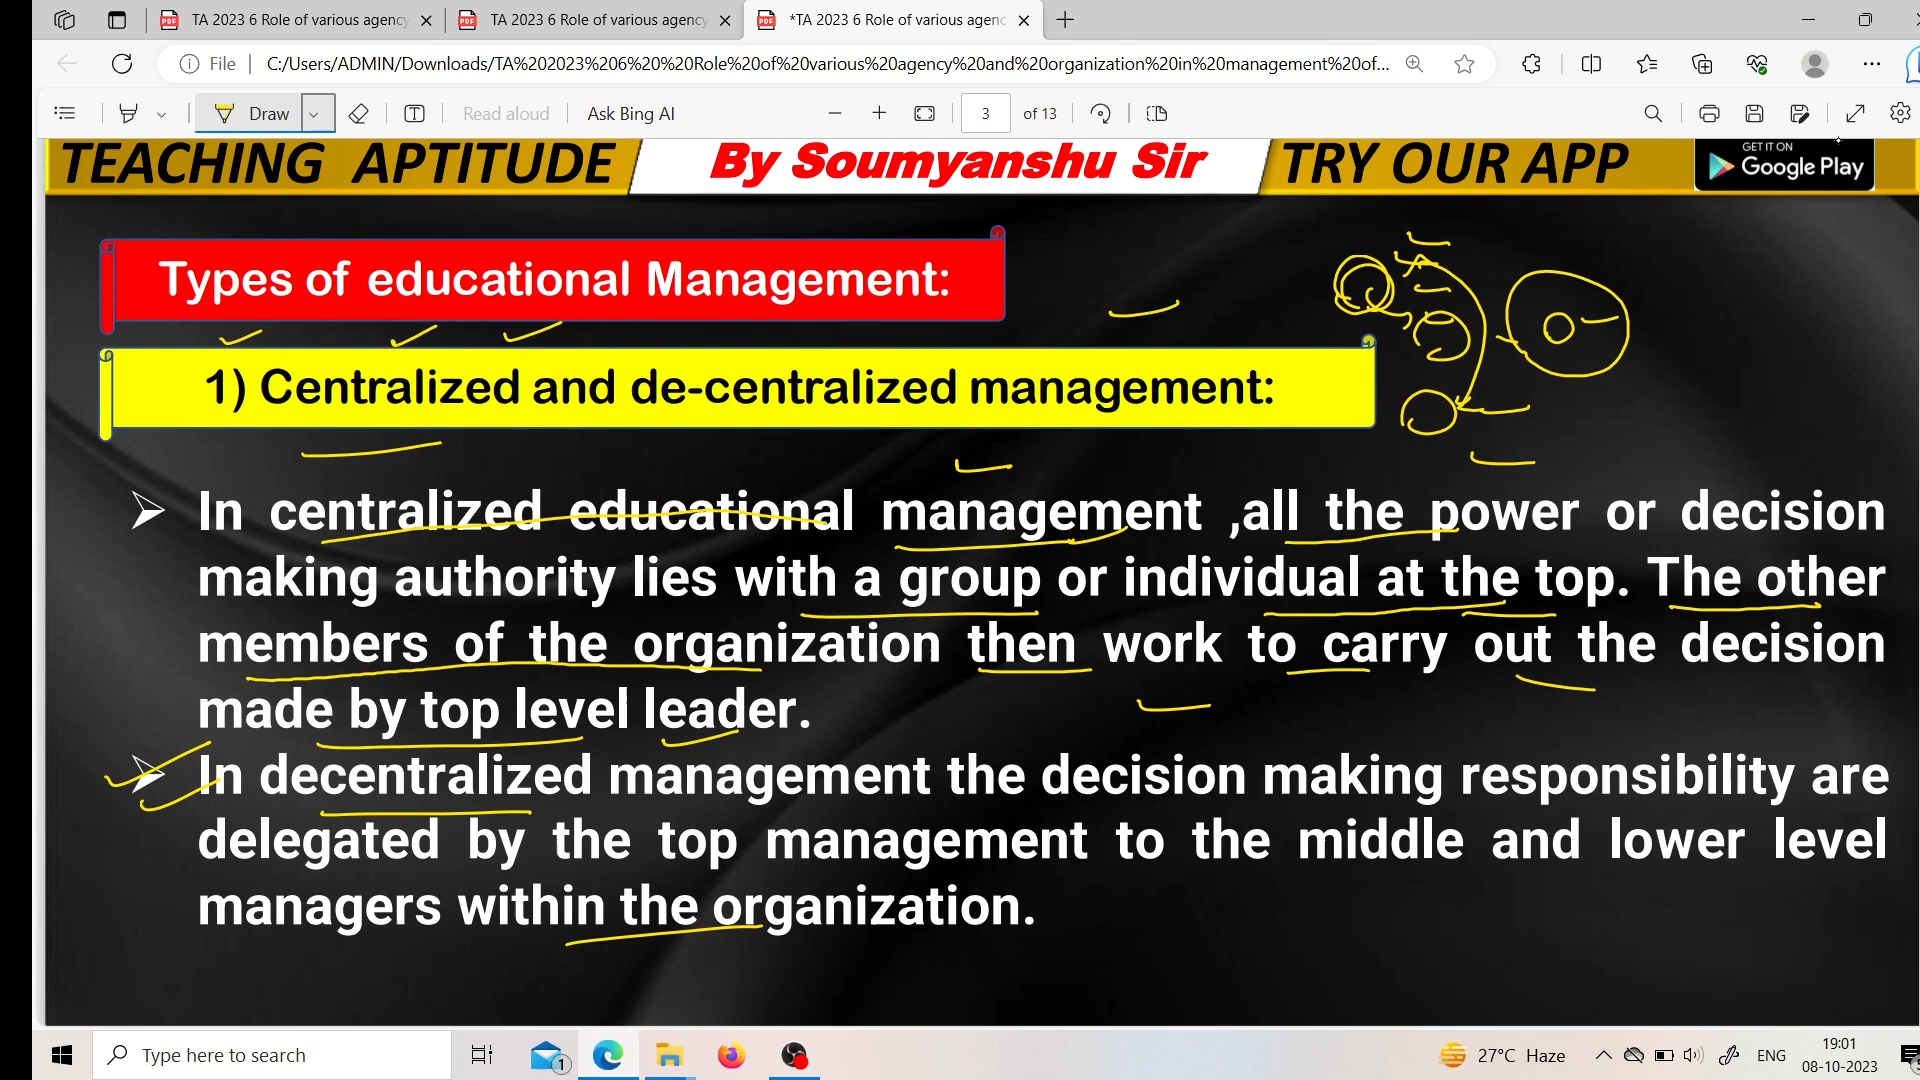 TA 2023 6 Role of various agency
TA 2023 6 Role of various agency
*TA 2023 6 Role of various agenc
File
C:/Users/ADMIN/Downloads/TA%202023%206%20%20Role%20of%20various%20agency%20and%20organization%20in%20management%20of...
Draw
Read aloud
Ask Bing AI
3 of 13
TEACHING APTITUDE
By Soumyanshu Sir
TRY OUR APP
GET IT ON
Google Play
Types of educational Management:
1) Centralized and de-centralized management:
In centralized educational management ,all the power or decision
making authority lies with a group or individual at the top. The other
members of the organization then work to carry out the decision
made by top level leader.
In decentralized management the decision making responsibility are
delegated by the top management to the middle and lower level
managers within the organization.
Type here to search
1
27°C Haze
ENG
19:01
08-10-2023